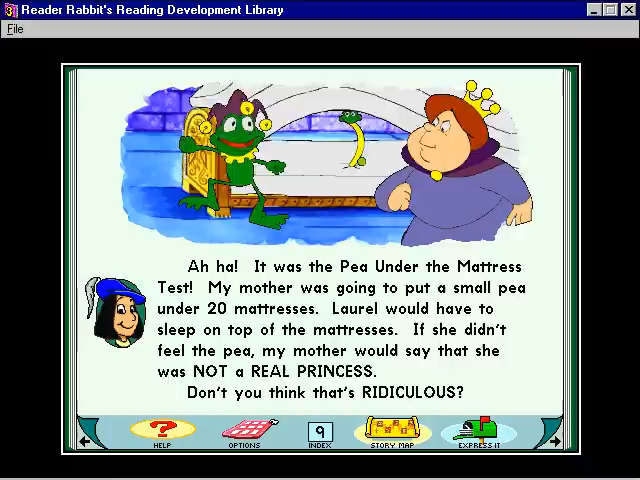 Reader Rabbit's Reading Development Library
File
Ah ha! It was the Pea Under the Mattress
Test! My mother was going to put a small pea
under 20 mattresses. Laurel would have to
sleep on top of the mattresses. If she didn't
feel the pea, my mother would say that she
was NOT a REAL PRINCESS.
Don't you think that's RIDICULOUS?
? 9
HELP OPTIONS INDEX STORY MAP EXPRESS IT